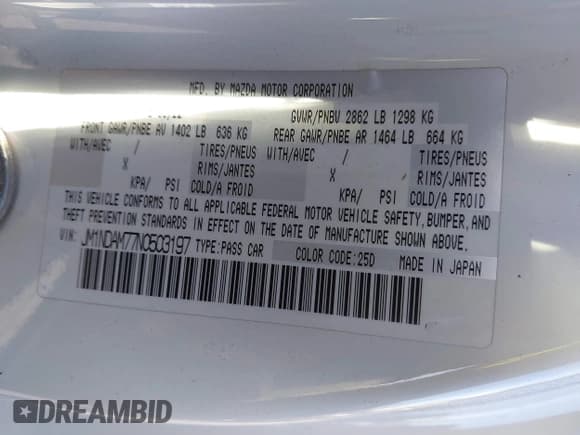 MFD. BY MAZDA MOTOR CORPORATION
GVWR/PNBV 2862 LB 1298 KG
FRONT GAWR/PNBE AV 1402 LB 636 KG REAR GAWR/PNBE AR 1464 LB 664 KG
WITH/AVEC / TIRES/PNEUS WITH/AVEC / TIRES/PNEUS
X RIMS/JANTES X RIMS/JANTES
KPA/ PSI COLD/A FROID KPA/ PSI COLD/A FROID
THIS VEHICLE CONFORMS TO ALL APPLICABLE FEDERAL MOTOR VEHICLE SAFETY, BUMPER, AND
THEFT PREVENTION STANDARDS IN EFFECT ON THE DATE OF MANUFACTURE SHOWN ABOVE.
VIN: JM1NDAM77N0503197 TYPE:PASS CAR COLOR CODE:25D MADE IN JAPAN
DREAMBID